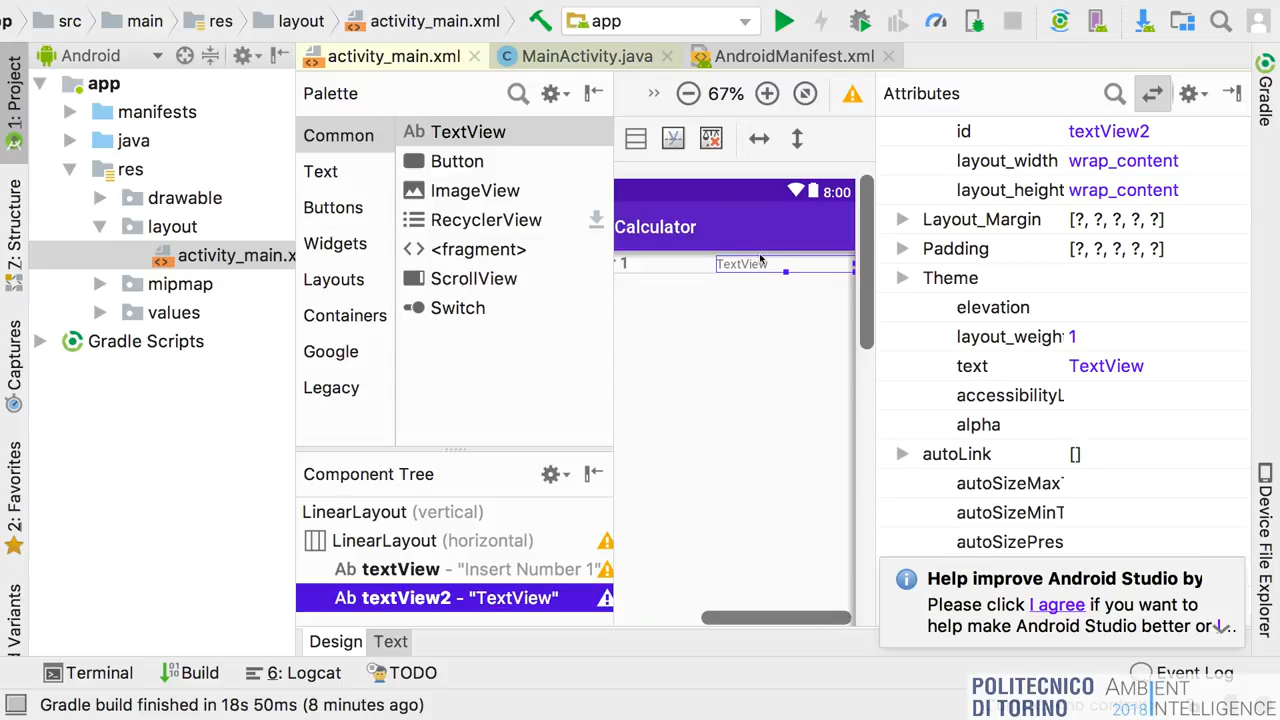 src main res layout activity_main.xml app
Android activity_main.xml MainActivity.java AndroidManifest.xml
1: Project
Z: Structure
Captures
2: Favorites
Variants
app
manifests
java
res
drawable
layout
activity_main.x
mipmap
values
Gradle Scripts
Palette
Common
Text
Buttons
Widgets
Layouts
Containers
Google
Legacy
Ab TextView
Button
ImageView
RecyclerView
<fragment>
ScrollView
Switch
Component Tree
LinearLayout (vertical)
LinearLayout (horizontal)
Ab textView - "Insert Number 1"
Ab textView2 - "TextView"
Design Text
67%
8:00
Calculator
1 TextView
Attributes
id textView2
layout_width wrap_content
layout_height wrap_content
Layout_Margin [?, ?, ?, ?, ?]
Padding [?, ?, ?, ?, ?]
Theme
elevation
layout_weigh 1
text TextView
accessibilityL
alpha
autoLink []
autoSizeMax
autoSizeMinT
autoSizePres
Help improve Android Studio by
Please click I agree if you want to
help make Android Studio better or
Gradle
Device File Explorer
Terminal Build 6: Logcat TODO Event Log
Gradle build finished in 18s 50ms (8 minutes ago)
POLITECNICO
DI TORINO
AMBIENT
2018 INTELLIGENCE